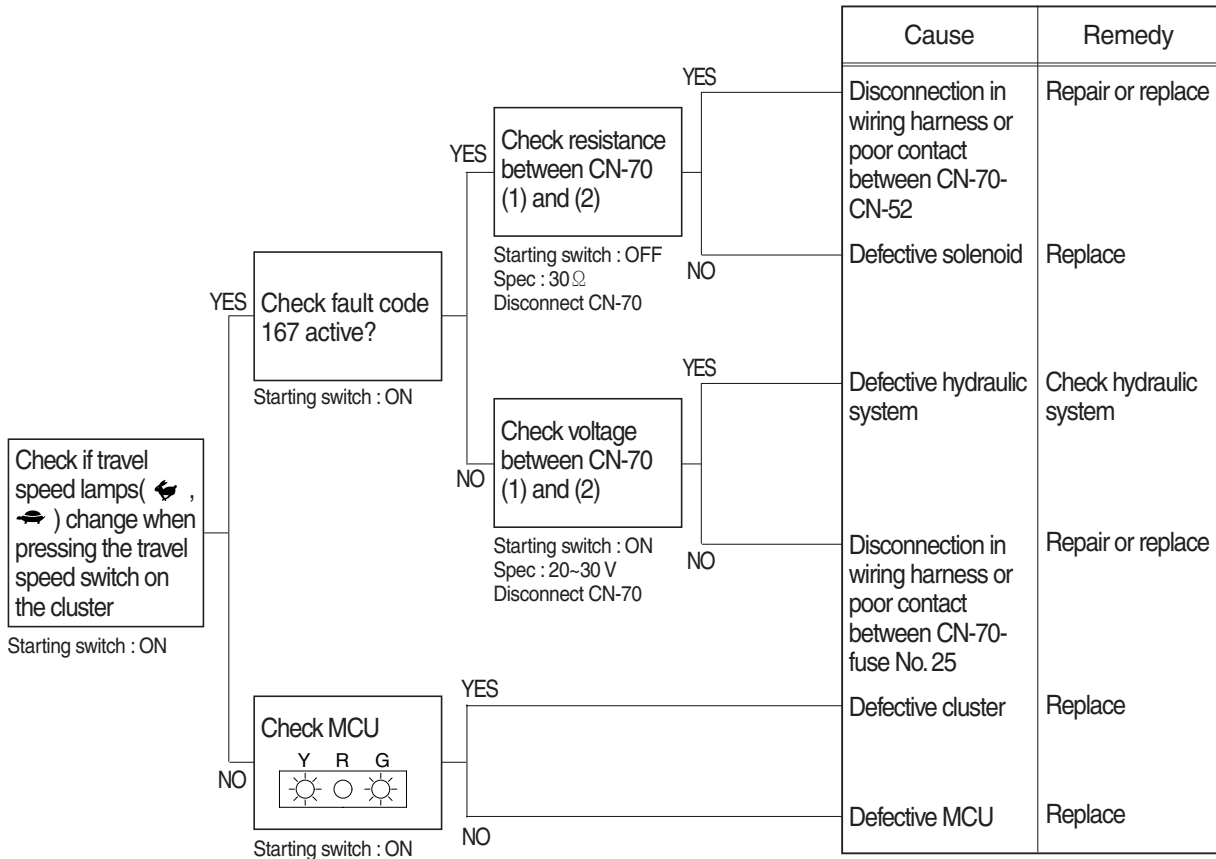 Check if travel
speed lamps( , 
) change when
pressing the travel
speed switch on
the cluster
Starting switch : ON
YES
Check fault code
167 active?
Starting switch : ON
YES
Check resistance
between CN-70
(1) and (2)
Starting switch : OFF
Spec : 30Ω
Disconnect CN-70
YES
NO
NO
Check voltage
between CN-70
(1) and (2)
Starting switch : ON
Spec : 20~30 V
Disconnect CN-70
YES
NO
NO
Check MCU
Y R G
Starting switch : ON
YES
NO
Cause
Remedy
Disconnection in
wiring harness or
poor contact
between CN-70-
CN-52
Repair or replace
Defective solenoid
Replace
Defective hydraulic
system
Check hydraulic
system
Disconnection in
wiring harness or
poor contact
between CN-70-
fuse No. 25
Repair or replace
Defective cluster
Replace
Defective MCU
Replace